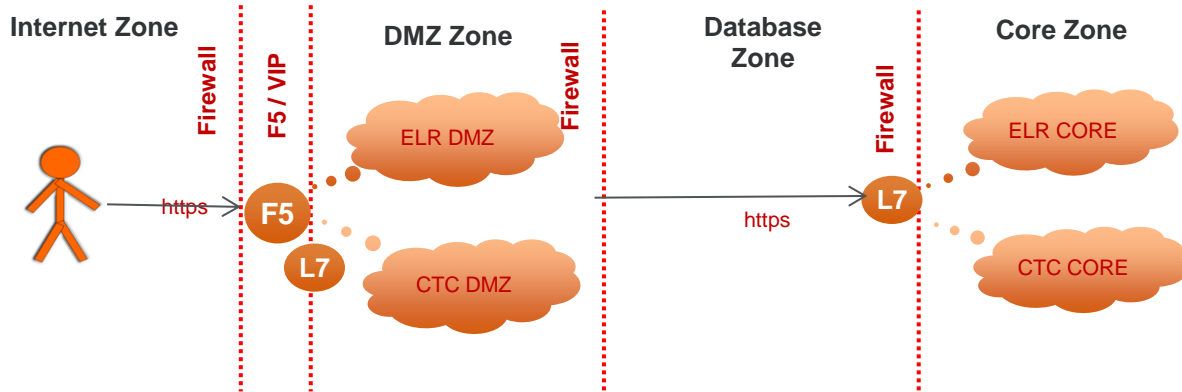 Internet Zone
DMZ Zone
Database
Zone
Core Zone
Firewall
F5 / VIP
Firewall
Firewall
ELR DMZ
ELR CORE
https
F5
https
L7
L7
CTC DMZ
CTC CORE